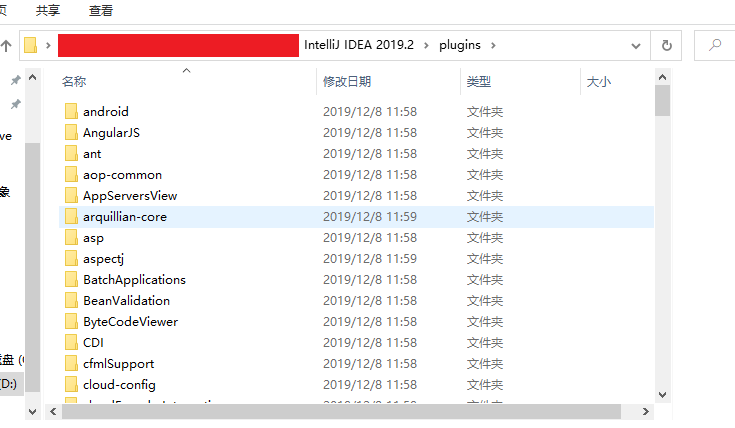 页 共享 查看
IntelliJ IDEA 2019.2 plugins
名称 修改日期 类型 大小
android 2019/12/8 11:58 文件夹
AngularJS 2019/12/8 11:58 文件夹
ant 2019/12/8 11:58 文件夹
aop-common 2019/12/8 11:58 文件夹
AppServersView 2019/12/8 11:58 文件夹
arquillian-core 2019/12/8 11:59 文件夹
asp 2019/12/8 11:58 文件夹
aspectj 2019/12/8 11:59 文件夹
BatchApplications 2019/12/8 11:58 文件夹
BeanValidation 2019/12/8 11:58 文件夹
ByteCodeViewer 2019/12/8 11:58 文件夹
CDI 2019/12/8 11:58 文件夹
cfmlSupport 2019/12/8 11:58 文件夹
cloud-config 2019/12/8 11:58 文件夹
ve
象
盘 (
(D:)